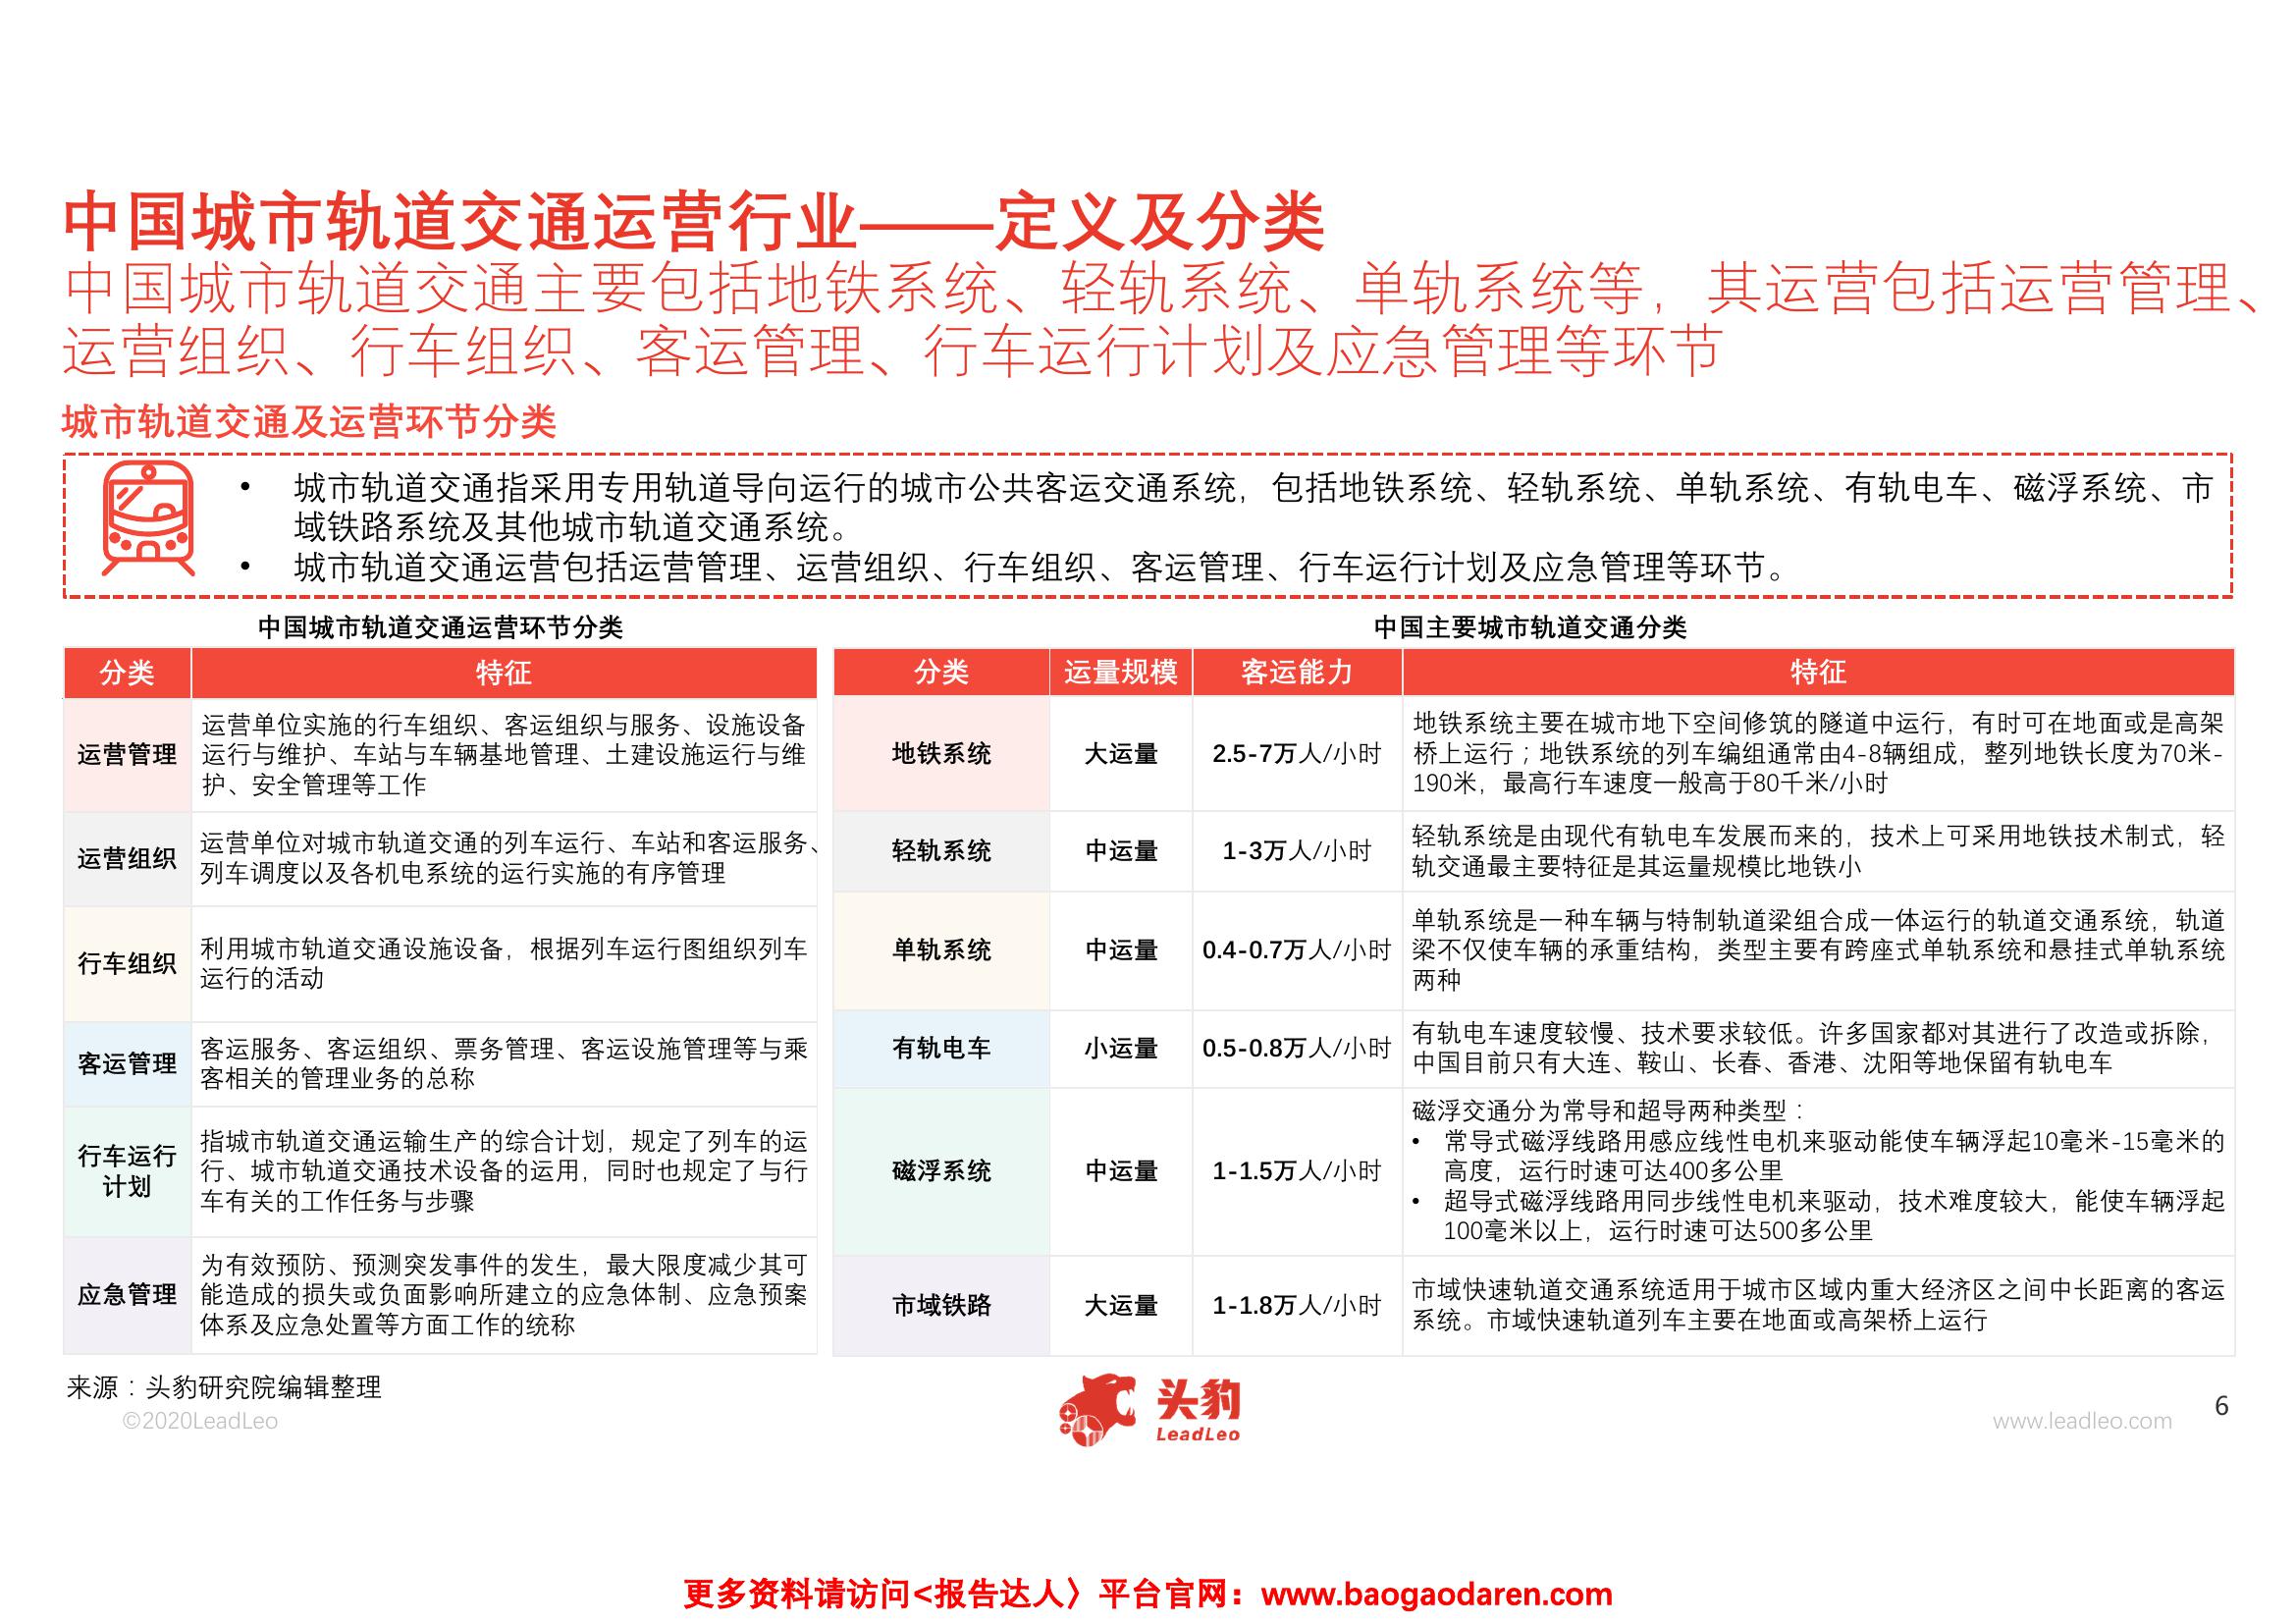 中国城市轨道交通运营行业——定义及分类
中国城市轨道交通主要包括地铁系统、轻轨系统、单轨系统等，其运营包括运营管理、
运营组织、行车组织、客运管理、行车运行计划及应急管理等环节
城市轨道交通及运营环节分类
• 城市轨道交通指采用专用轨道导向运行的城市公共客运交通系统，包括地铁系统、轻轨系统、单轨系统、有轨电车、磁浮系统、市
域铁路系统及其他城市轨道交通系统。
• 城市轨道交通运营包括运营管理、运营组织、行车组织、客运管理、行车运行计划及应急管理等环节。
中国城市轨道交通运营环节分类
分类 特征
运营管理
运营单位实施的行车组织、客运组织与服务、设施设备
运行与维护、车站与车辆基地管理、土建设施运行与维
护、安全管理等工作
运营组织
运营单位对城市轨道交通的列车运行、车站和客运服务、
列车调度以及各机电系统的运行实施的有序管理
行车组织
利用城市轨道交通设施设备，根据列车运行图组织列车
运行的活动
客运管理
客运服务、客运组织、票务管理、客运设施管理等与乘
客相关的管理业务的总称
行车运行
计划
指城市轨道交通运输生产的综合计划，规定了列车的运
行、城市轨道交通技术设备的运用，同时也规定了与行
车有关的工作任务与步骤
应急管理
为有效预防、预测突发事件的发生，最大限度减少其可
能造成的损失或负面影响所建立的应急体制、应急预案
体系及应急处置等方面工作的统称
中国主要城市轨道交通分类
分类 运量规模 客运能力 特征
地铁系统 大运量 2.5-7万人/小时
地铁系统主要在城市地下空间修筑的隧道中运行，有时可在地面或是高架
桥上运行；地铁系统的列车编组通常由4-8辆组成，整列地铁长度为70米-
190米，最高行车速度一般高于80千米/小时
轻轨系统 中运量 1-3万人/小时
轻轨系统是由现代有轨电车发展而来的，技术上可采用地铁技术制式，轻
轨交通最主要特征是其运量规模比地铁小
单轨系统 中运量 0.4-0.7万人/小时
单轨系统是一种车辆与特制轨道梁组合成一体运行的轨道交通系统，轨道
梁不仅使车辆的承重结构，类型主要有跨座式单轨系统和悬挂式单轨系统
两种
有轨电车 小运量 0.5-0.8万人/小时
有轨电车速度较慢、技术要求较低。许多国家都对其进行了改造或拆除，
中国目前只有大连、鞍山、长春、香港、沈阳等地保留有轨电车
磁浮系统 中运量 1-1.5万人/小时
磁浮交通分为常导和超导两种类型：
• 常导式磁浮线路用感应线性电机来驱动能使车辆浮起10毫米-15毫米的
高度，运行时速可达400多公里
• 超导式磁浮线路用同步线性电机来驱动，技术难度较大，能使车辆浮起
100毫米以上，运行时速可达500多公里
市域铁路 大运量 1-1.8万人/小时
市域快速轨道交通系统适用于城市区域内重大经济区之间中长距离的客运
系统。市域快速轨道列车主要在地面或高架桥上运行
来源：头豹研究院编辑整理
©2020LeadLeo
头豹
LeadLeo
www.leadleo.com
6
更多资料请访问<报告达人〉平台官网：www.baogaodaren.com